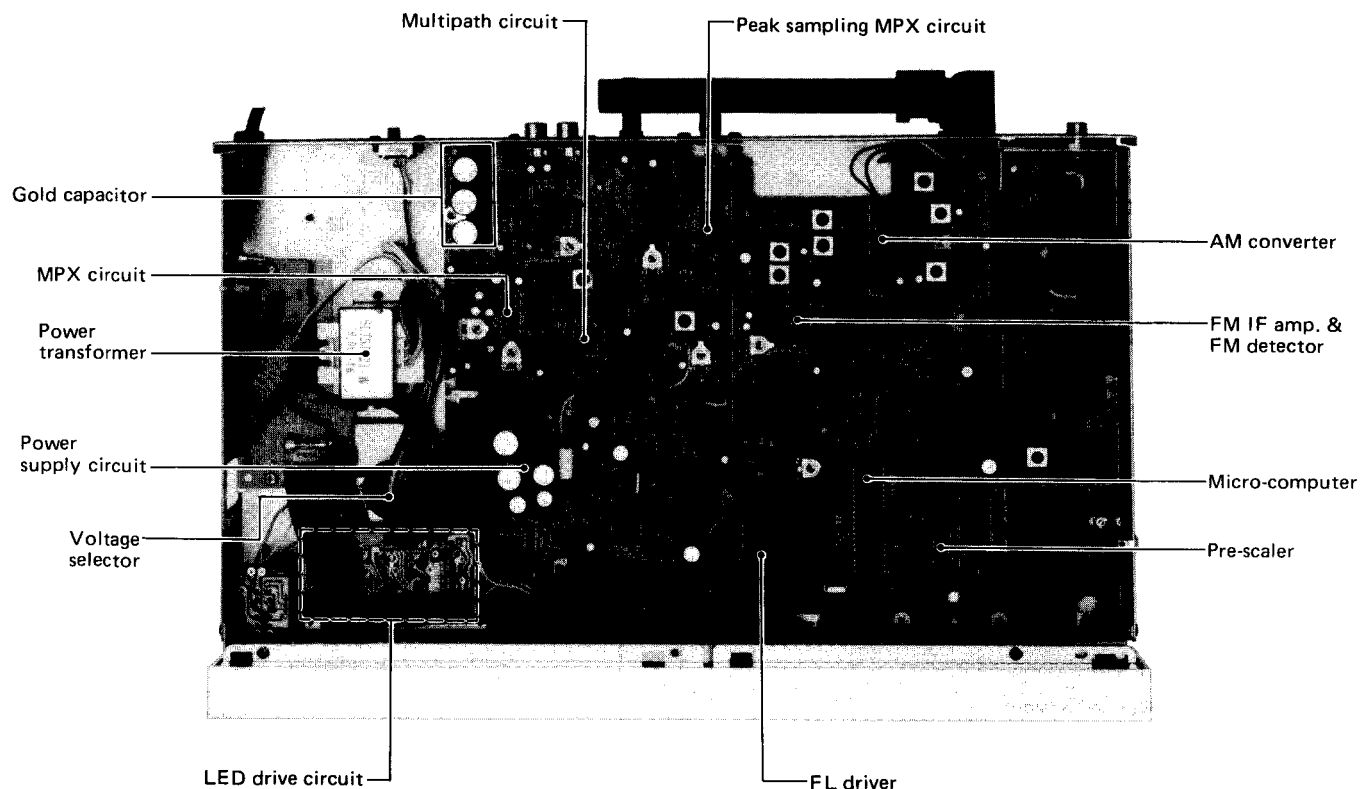 Multipath circuit
Peak sampling MPX circuit
Gold capacitor
AM converter
MPX circuit
Power
transformer
FM IF amp. &
FM detector
Power
supply circuit
Micro-computer
Voltage
selector
Pre-scaler
LED drive circuit
FL driver